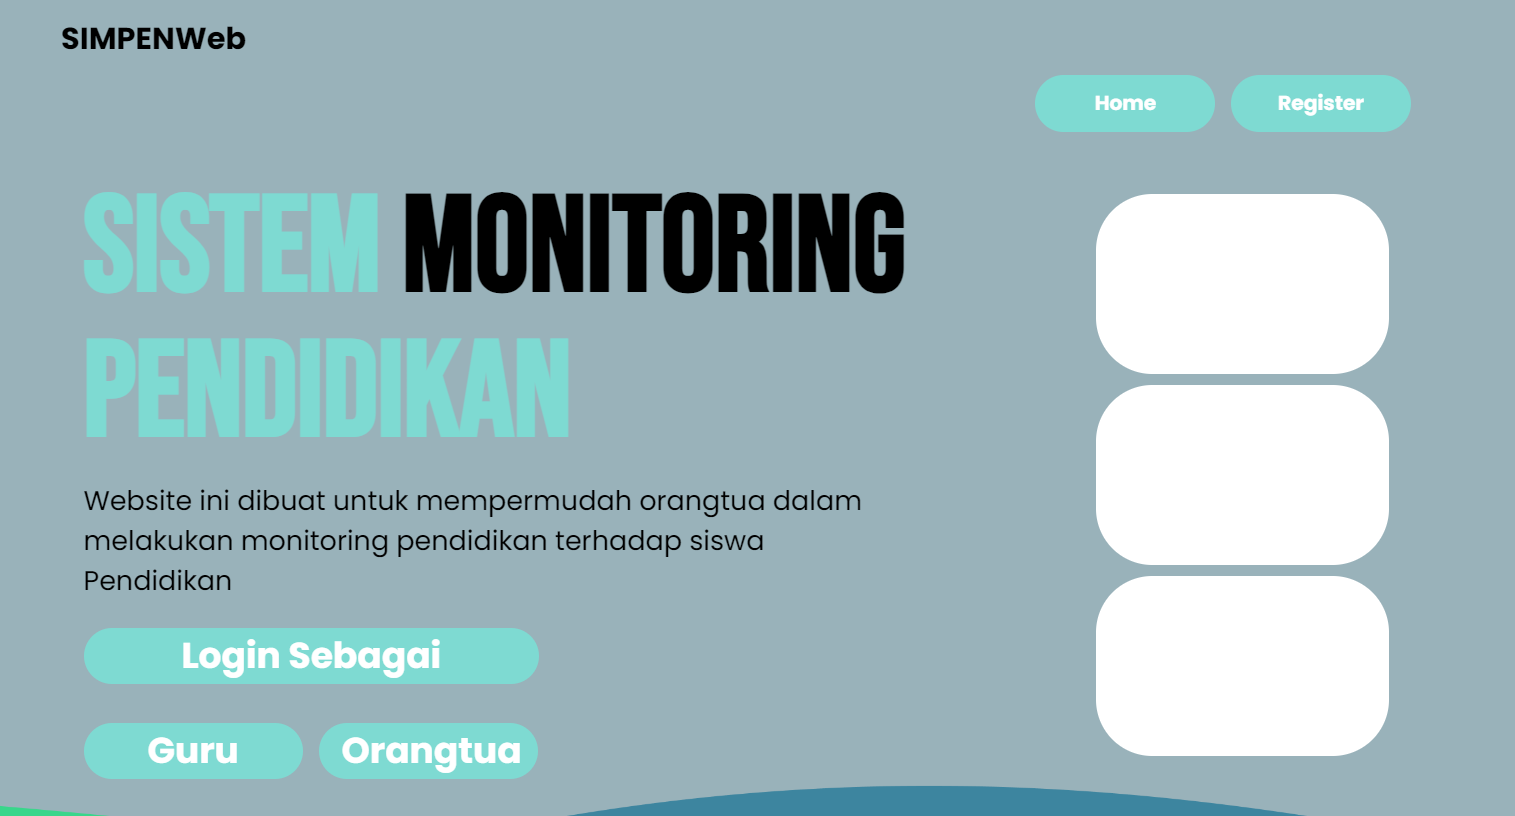 SIMPENWeb
Home
Register
SISTEM MONITORING
PENDIDIKAN
Website ini dibuat untuk mempermudah orangtua dalam
melakukan monitoring pendidikan terhadap siswa
Pendidikan
Login Sebagai
Guru
Orangtua